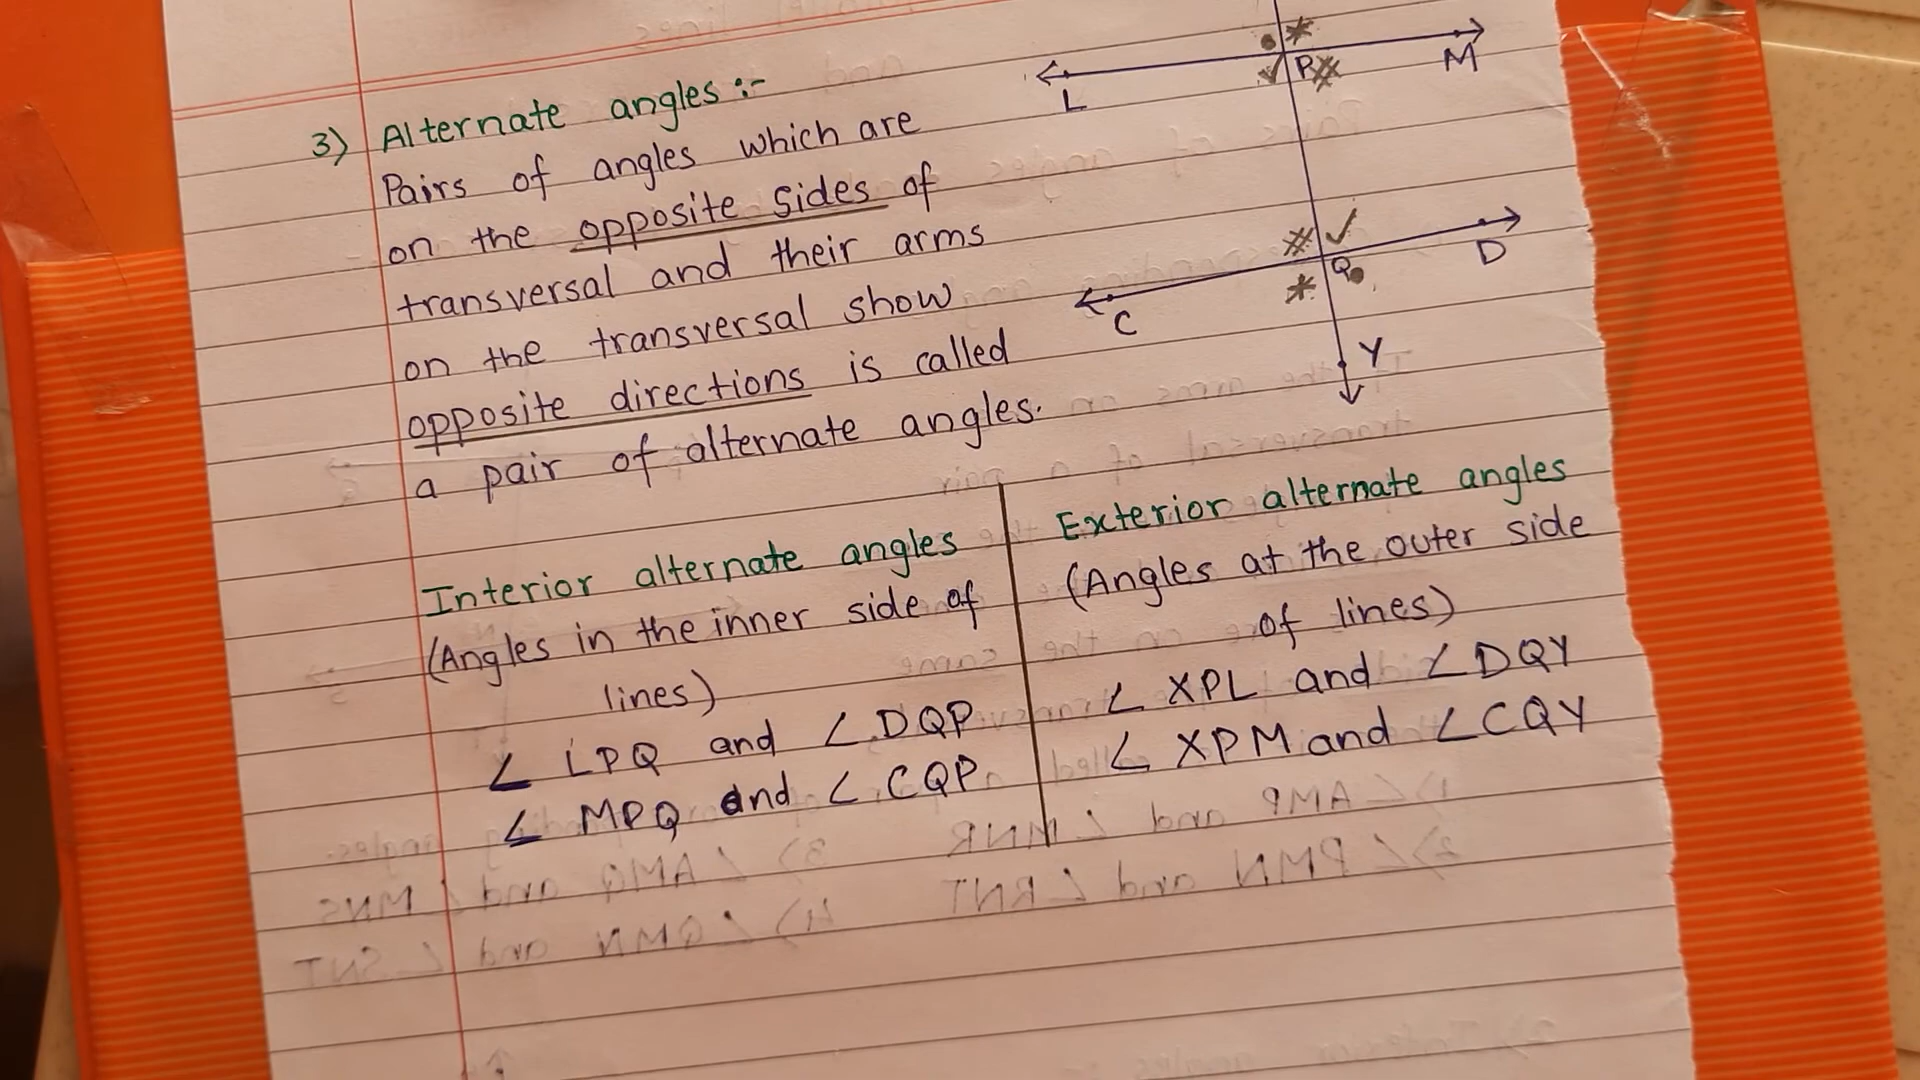 3) Alternate angles :-
Pairs of angles which are
on the opposite sides of
transversal and their arms
on the transversal show
opposite directions is called
a pair of alternate angles.
L
P
M
Q
D
C
Y
Interior alternate angles
(Angles in the inner side of
lines)
∠ LPQ and ∠ DQP
∠ MPQ and ∠ CQP
Exterior alternate angles
(Angles at the outer side
of lines)
∠ XPL and ∠DQY
∠ XPM and ∠CQY